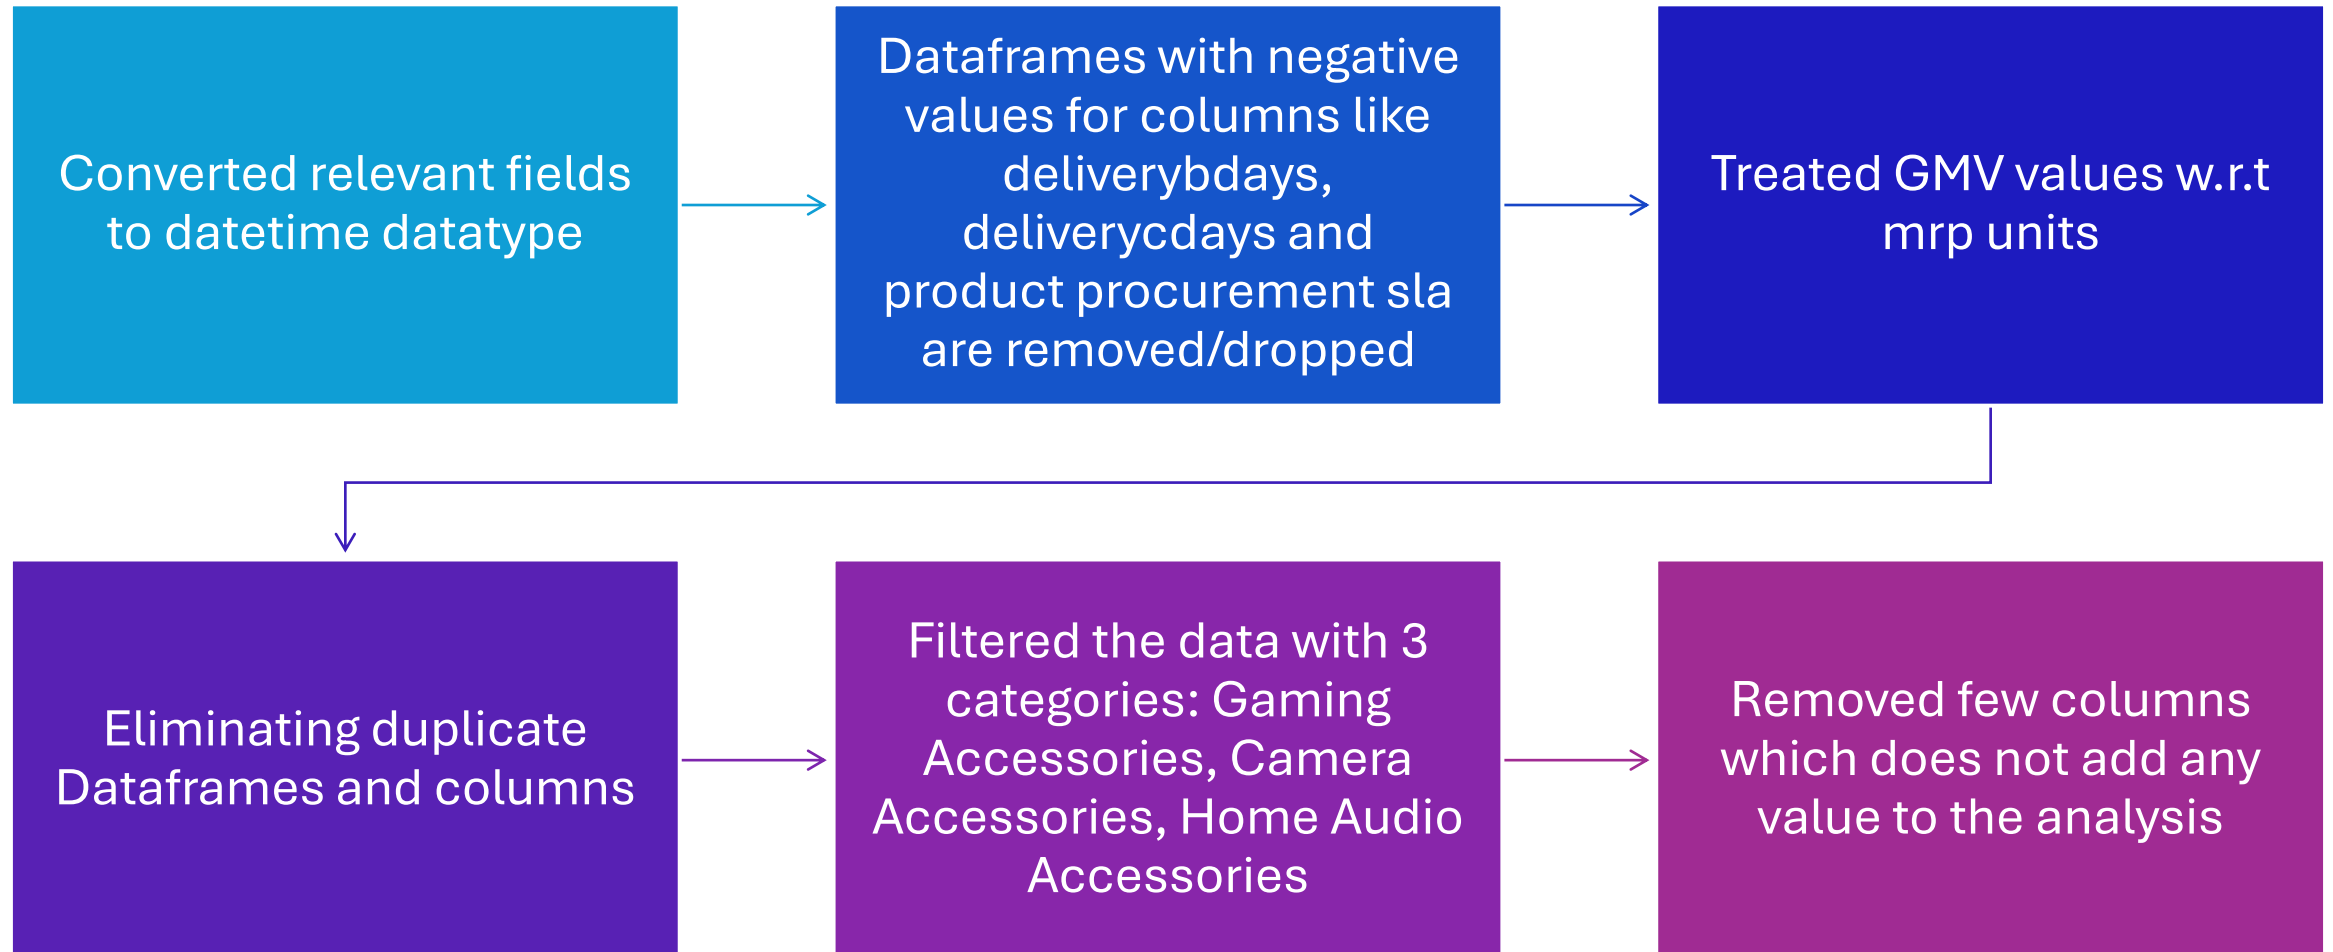 Converted relevant fields
to datetime datatype
Dataframes with negative
values for columns like
deliverybdays,
deliverycdays and
product procurement sla
are removed/dropped
Treated GMV values w.r.t
mrp units
Eliminating duplicate
Dataframes and columns
Filtered the data with 3
categories: Gaming
Accessories, Camera
Accessories, Home Audio
Accessories
Removed few columns
which does not add any
value to the analysis